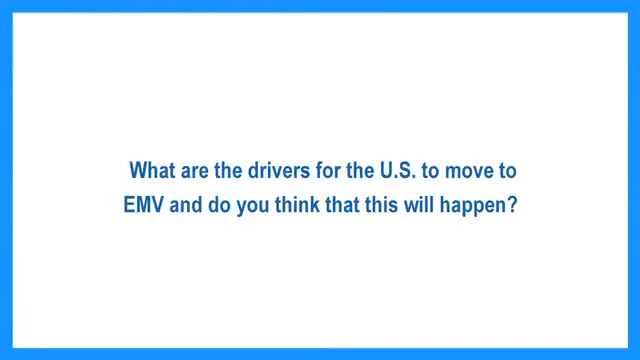 What are the drivers for the U.S. to move to
EMV and do you think that this will happen?